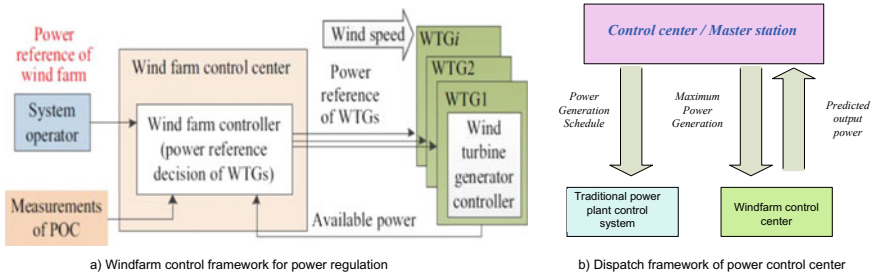 Power
reference of
wind farm
System
operator
Measurements
of POC
Wind farm control center
Wind farm controller
(power reference
decision of WTGs)
Wind speed
Power
reference
of WTGs
Available power
WTGi
WTG2
WTG1
Wind
turbine
generator
controller
a) Windfarm control framework for power regulation
Control center / Master station
Power
Generation
Schedule
Maximum
Power
Generation
Predicted
output
power
Traditional power
plant control
system
Windfarm control
center
b) Dispatch framework of power control center